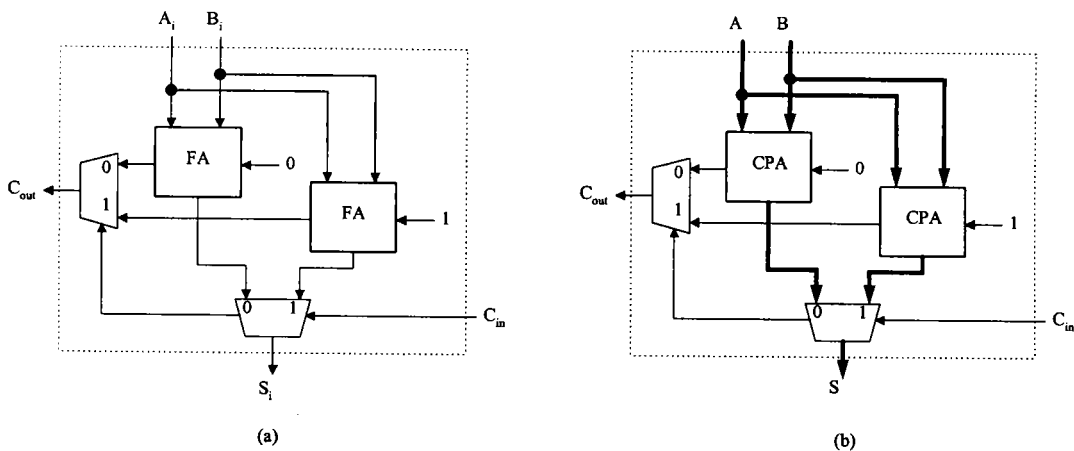 A_i B_i
FA
0
0
FA
1
1
C_out
0 1
C_in
S_i
(a)
A B
CPA
0
0
CPA
1
1
C_out
0 1
C_in
S
(b)